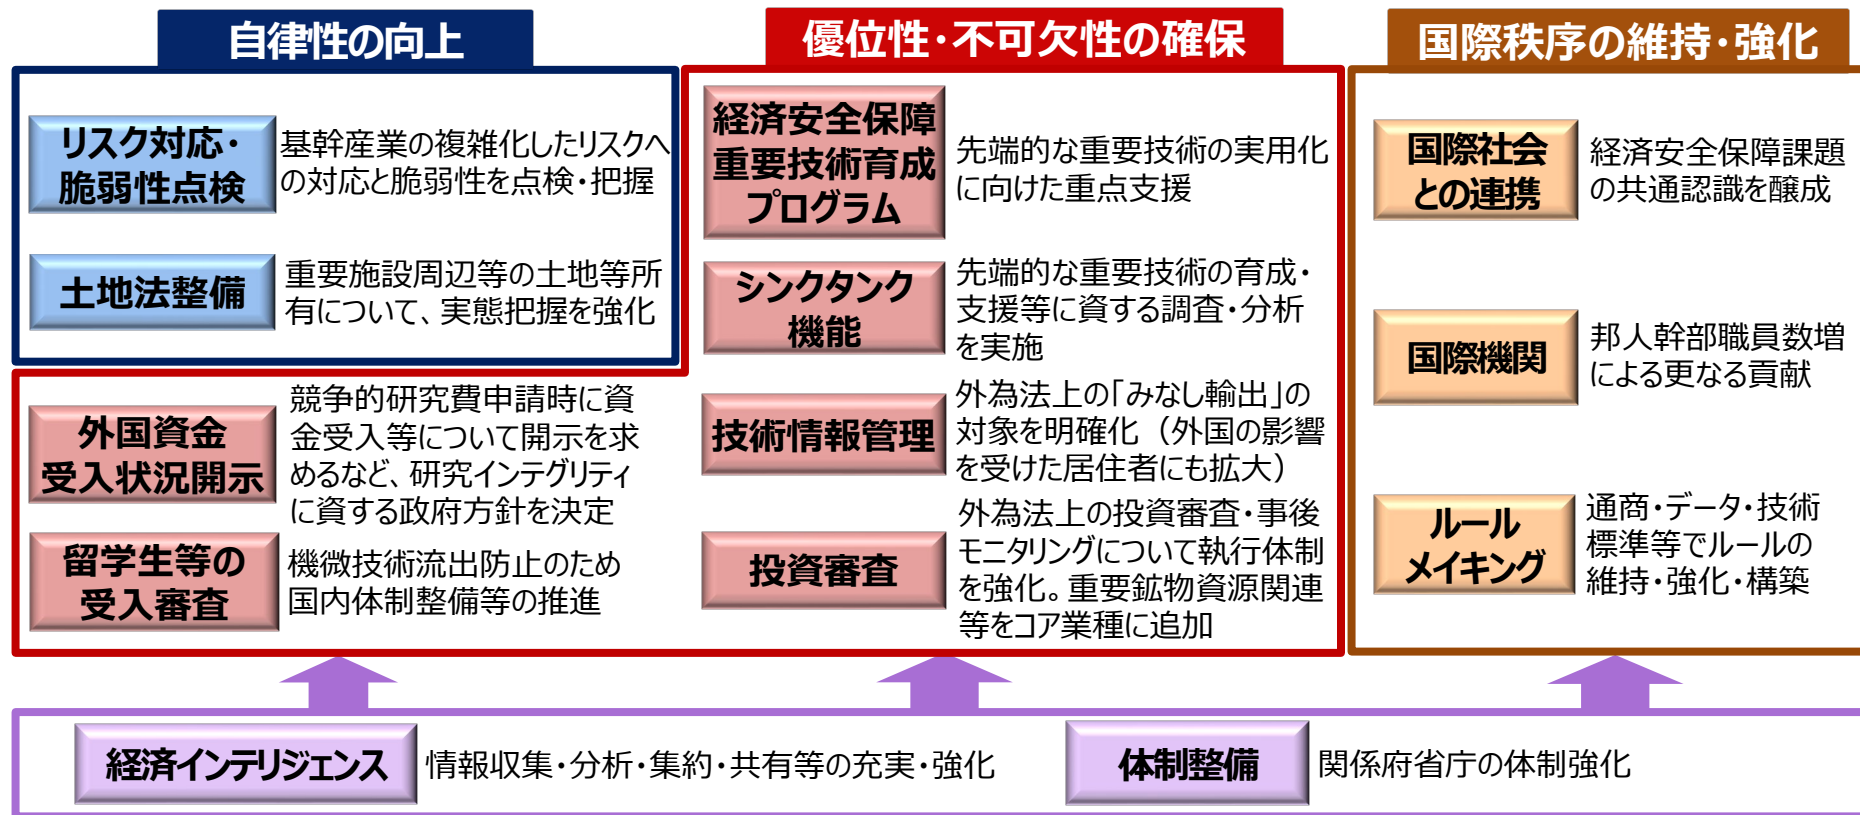 自律性の向上
リスク対応・
脆弱性点検
基幹産業の複雑化したリスクへ
の対応と脆弱性を点検・把握
土地法整備
重要施設周辺等の土地等所
有について、実態把握を強化
優位性・不可欠性の確保
外国資金
受入状況開示
競争的研究費申請時に資
金受入等について開示を求
めるなど、研究インテグリティ
に資する政府方針を決定
留学生等の
受入審査
機微技術流出防止のため
国内体制整備等の推進
経済安全保障
重要技術育成
プログラム
先端的な重要技術の実用化
に向けた重点支援
シンクタンク
機能
先端的な重要技術の育成・
支援等に資する調査・分析
を実施
技術情報管理
外為法上の「みなし輸出」の
対象を明確化（外国の影響
を受けた居住者にも拡大）
投資審査
外為法上の投資審査・事後
モニタリングについて執行体制
を強化。重要鉱物資源関連
等をコア業種に追加
国際秩序の維持・強化
国際社会
との連携
経済安全保障課題
の共通認識を醸成
国際機関
邦人幹部職員数増
による更なる貢献
ルール
メイキング
通商・データ・技術
標準等でルールの
維持・強化・構築
経済インテリジェンス
情報収集・分析・集約・共有等の充実・強化
体制整備
関係府省庁の体制強化